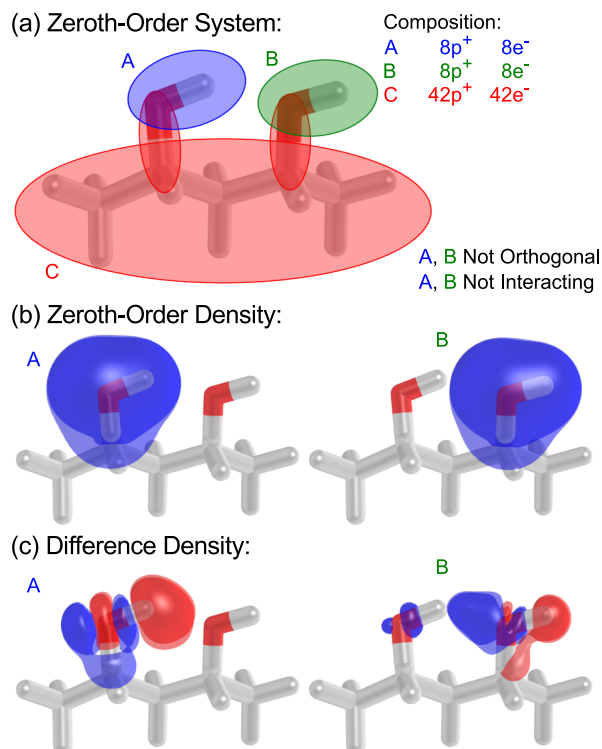 (a) Zeroth-Order System:
Composition:
A 8p⁺ 8e⁻
B 8p⁺ 8e⁻
C 42p⁺ 42e⁻
A
B
C
A, B Not Orthogonal
A, B Not Interacting
(b) Zeroth-Order Density:
A
B
(c) Difference Density:
A
B